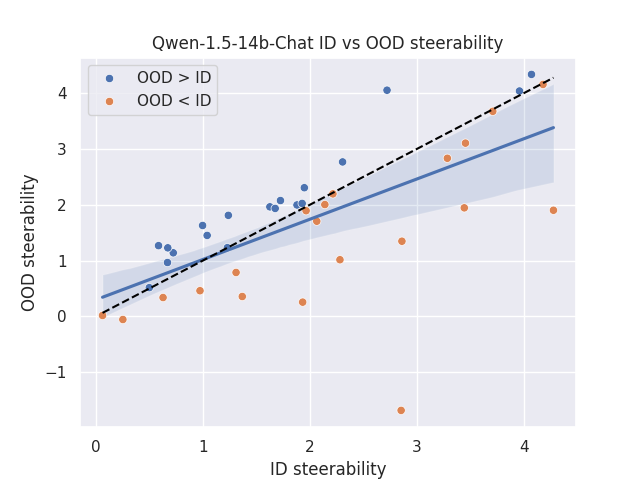 Qwen-1.5-14b-Chat ID vs OOD steerability
OOD > ID
OOD < ID
4
3
2
1
0
−1
OOD steerability
0 1 2 3 4
ID steerability